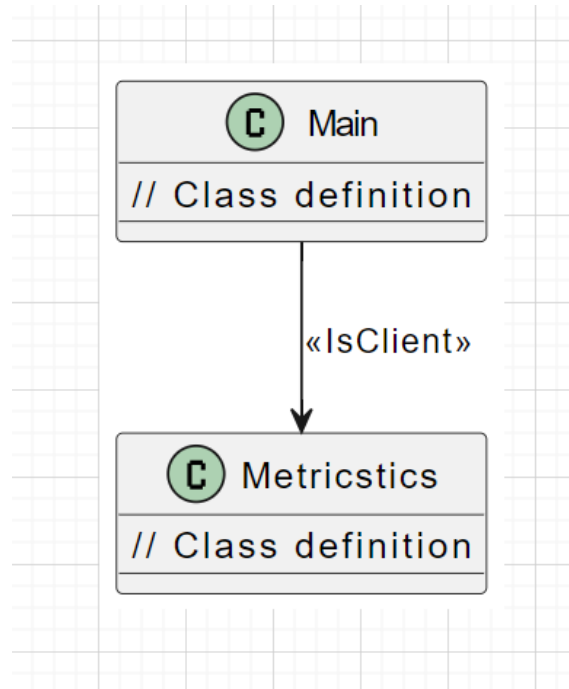 C Main
// Class definition
«IsClient»
C Metricstics
// Class definition